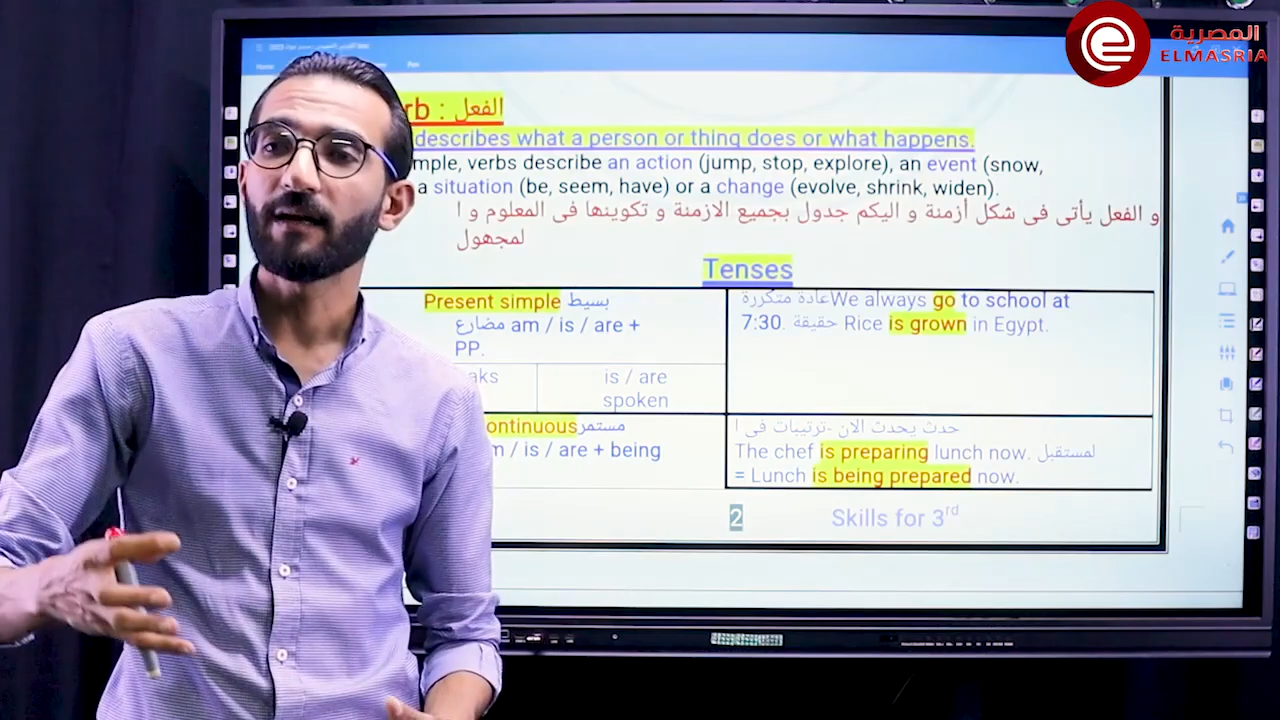 المصرية
ELMASRIA
Home
rb : الفعل
describes what a person or thing does or what happens.
mple, verbs describe an action (jump, stop, explore), an event (snow,
a situation (be, seem, have) or a change (evolve, shrink, widen).
و الفعل يأتى فى شكل أزمنة و اليكم جدول بجميع الازمنة و تكوينها فى المعلوم و ا
لمجهول
Tenses
Present simple بسيط
مضارع am / is / are +
PP.
aks
is / are
spoken
عادة متكررة We always go to school at
7:30. حقيقة Rice is grown in Egypt.
ontinuous مستمر
m / is / are + being
حدث يحدث الان -ترتيبات فى ا
The chef is preparing lunch now. لمستقبل
= Lunch is being prepared now.
2
Skills for 3rd